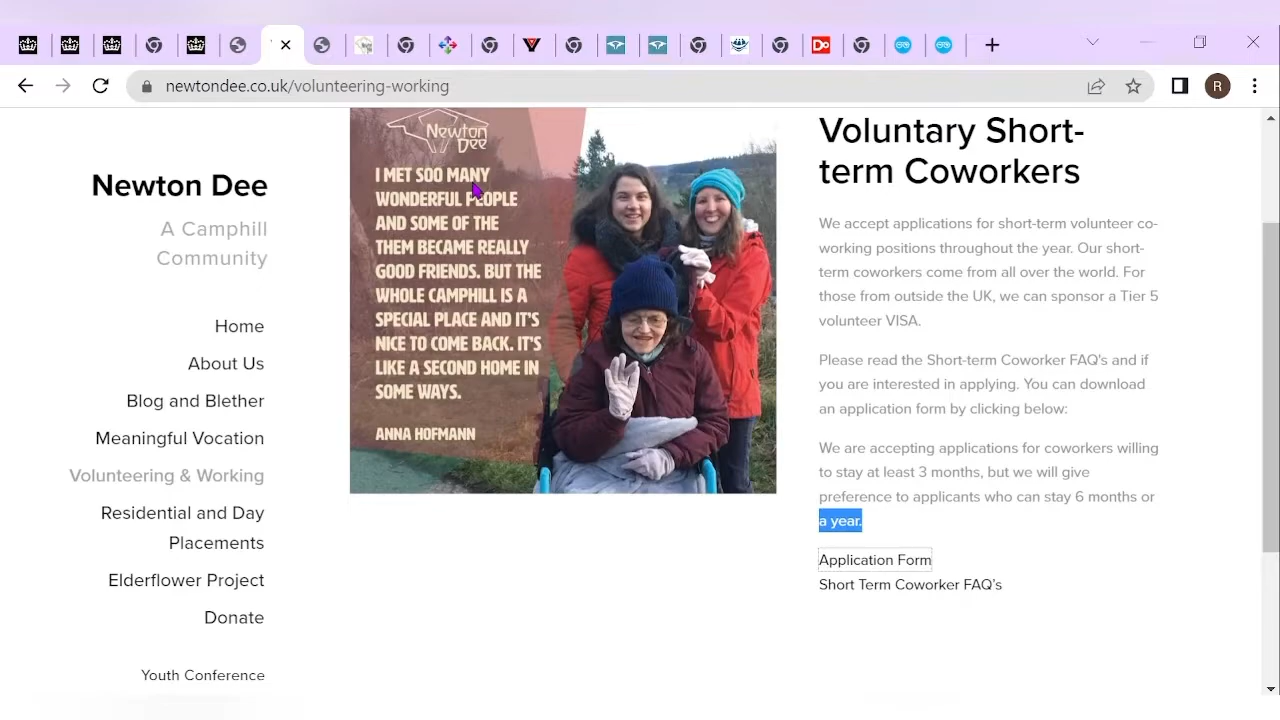 newtondee.co.uk/volunteering-working
R
Newton Dee
A Camphill
Community
Home
About Us
Blog and Blether
Meaningful Vocation
Volunteering & Working
Residential and Day
Placements
Elderflower Project
Donate
Youth Conference
Newton
Dee
I MET SOO MANY
WONDERFUL PEOPLE
AND SOME OF THE
THEM BECAME REALLY
GOOD FRIENDS. BUT THE
WHOLE CAMPHILL IS A
SPECIAL PLACE AND IT'S
NICE TO COME BACK. IT'S
LIKE A SECOND HOME IN
SOME WAYS.
ANNA HOFMANN
Voluntary Short-
term Coworkers
We accept applications for short-term volunteer co-
working positions throughout the year. Our short-
term coworkers come from all over the world. For
those from outside the UK, we can sponsor a Tier 5
volunteer VISA.
Please read the Short-term Coworker FAQ's and if
you are interested in applying. You can download
an application form by clicking below:
We are accepting applications for coworkers willing
to stay at least 3 months, but we will give
preference to applicants who can stay 6 months or
a year.
Application Form
Short Term Coworker FAQ's